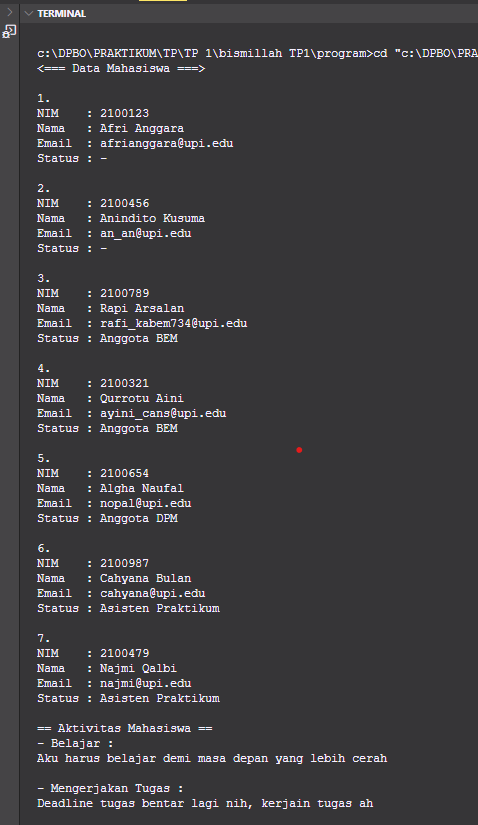 TERMINAL
c:\DPBO\PRAKTIKUM\TP\TP 1\bismillah TP1\program>cd "c:\DPBO\PRA
<=== Data Mahasiswa ===>
1.
NIM    : 2100123
Nama   : Afri Anggara
Email  : afrianggara@upi.edu
Status : -
2.
NIM    : 2100456
Nama   : Anindito Kusuma
Email  : an_an@upi.edu
Status : -
3.
NIM    : 2100789
Nama   : Rapi Arsalan
Email  : rafi_kabem734@upi.edu
Status : Anggota BEM
4.
NIM    : 2100321
Nama   : Qurrotu Aini
Email  : ayini_cans@upi.edu
Status : Anggota BEM
5.
NIM    : 2100654
Nama   : Algha Naufal
Email  : nopal@upi.edu
Status : Anggota DPM
6.
NIM    : 2100987
Nama   : Cahyana Bulan
Email  : cahyana@upi.edu
Status : Asisten Praktikum
7.
NIM    : 2100479
Nama   : Najmi Qalbi
Email  : najmi@upi.edu
Status : Asisten Praktikum
== Aktivitas Mahasiswa ==
- Belajar :
Aku harus belajar demi masa depan yang lebih cerah
- Mengerjakan Tugas :
Deadline tugas bentar lagi nih, kerjain tugas ah